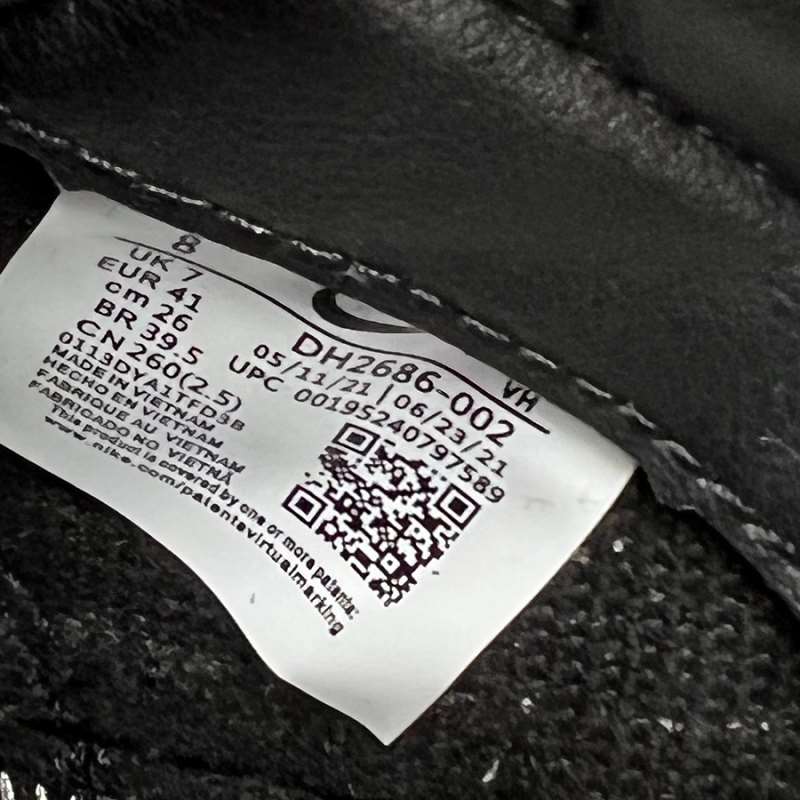 8
UK 7
EUR 41
cm 26
BR 39.5
CN 260(2.5)
0113DYA1TFD3B
MADE IN VIETNAM
HECHO EN VIETNAM
FABRIQUE AU VIETNAM
FABRICADO NO VIETNÃ
This product is covered by one or more patents:
www.nike.com/patentsvirtualmarking
VH
DH2686-002
05/11/21 | 06/23/21
UPC 00195240797589